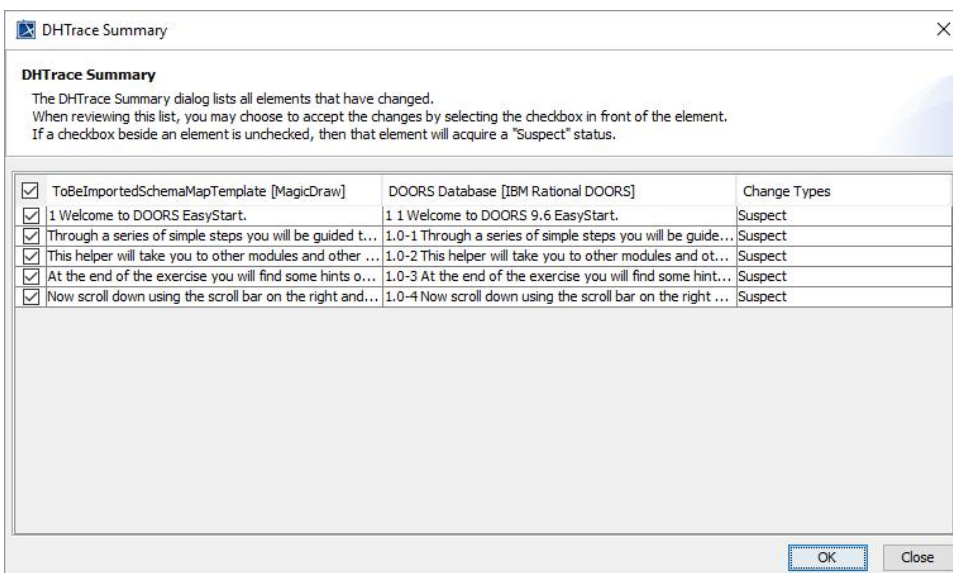 DHTrace Summary
DHTrace Summary
The DHTrace Summary dialog lists all elements that have changed.
When reviewing this list, you may choose to accept the changes by selecting the checkbox in front of the element.
If a checkbox beside an element is unchecked, then that element will acquire a "Suspect" status.
ToBeImportedSchemaMapTemplate [MagicDraw] DOORS Database [IBM Rational DOORS] Change Types
1 Welcome to DOORS EasyStart. 1 1 Welcome to DOORS 9.6 EasyStart. Suspect
Through a series of simple steps you will be guided t... 1.0-1 Through a series of simple steps you will be guide... Suspect
This helper will take you to other modules and other ... 1.0-2 This helper will take you to other modules and ot... Suspect
At the end of the exercise you will find some hints o... 1.0-3 At the end of the exercise you will find some hint... Suspect
Now scroll down using the scroll bar on the right and... 1.0-4 Now scroll down using the scroll bar on the right ... Suspect
OK Close